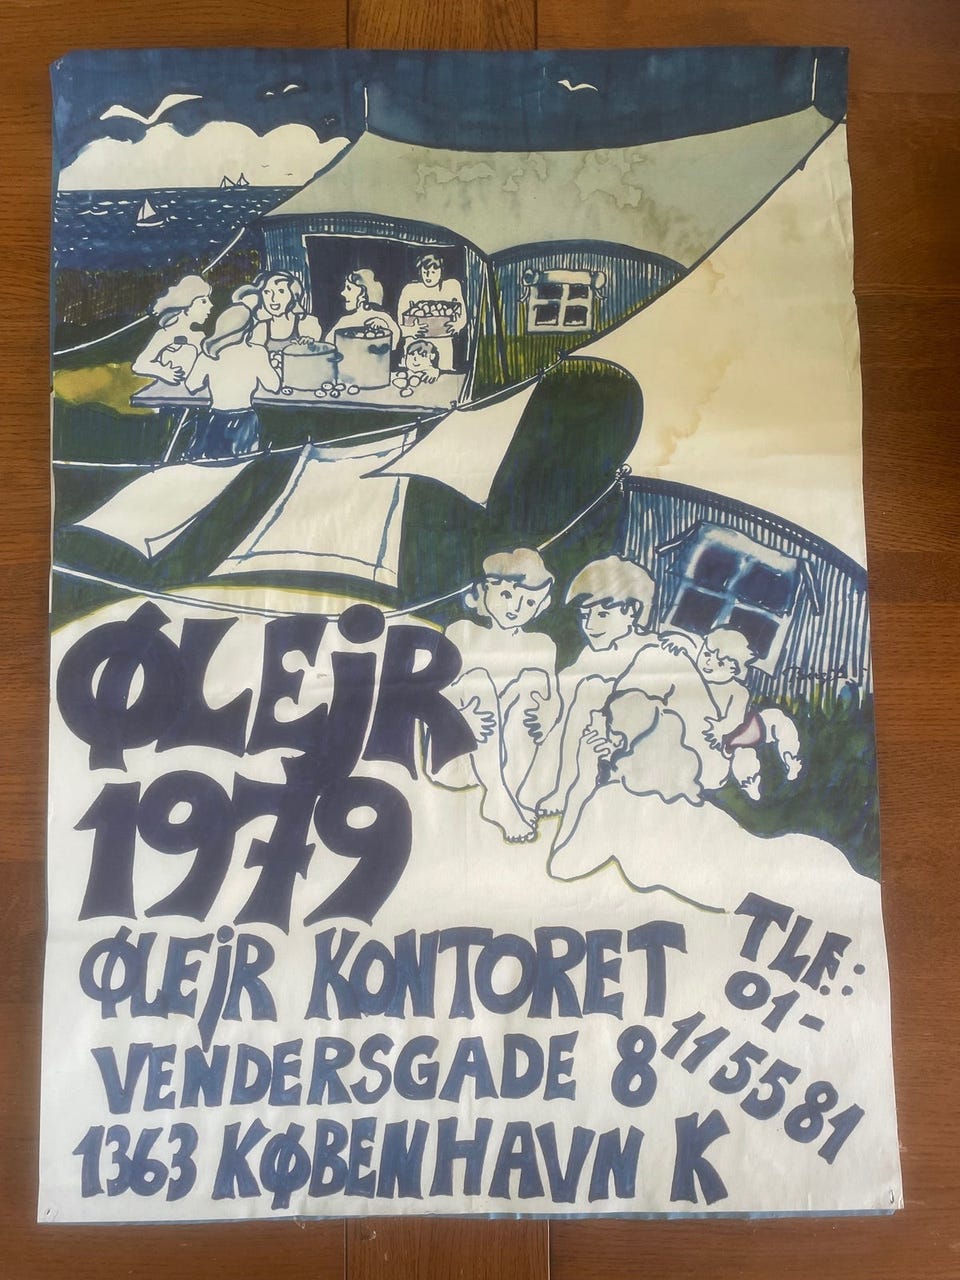 ØLEjR
1979
ØLEjR KONTORET
VENDERSGADE 8
1363 KØBENHAVN K
TLF.:
01-
115581